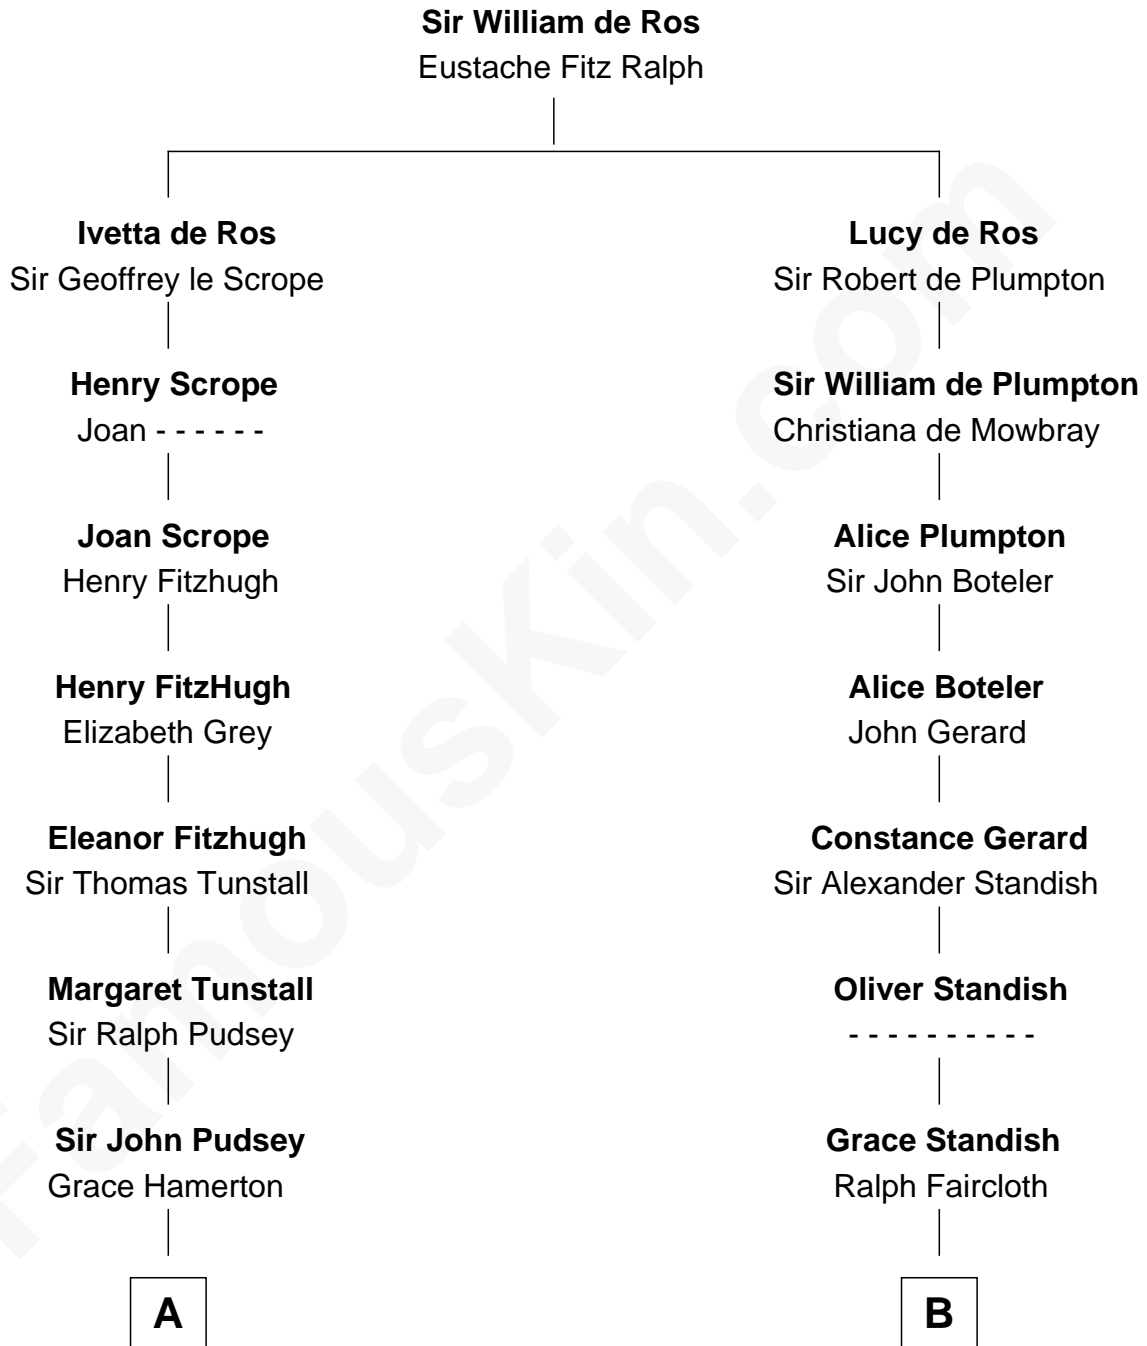 Sir William de Ros
Eustache Fitz Ralph
Ivetta de Ros
Sir Geoffrey le Scrope
Henry Scrope
Joan - - - - - -
Joan Scrope
Henry Fitzhugh
Henry FitzHugh
Elizabeth Grey
Eleanor Fitzhugh
Sir Thomas Tunstall
Margaret Tunstall
Sir Ralph Pudsey
Sir John Pudsey
Grace Hamerton
A
Lucy de Ros
Sir Robert de Plumpton
Sir William de Plumpton
Christiana de Mowbray
Alice Plumpton
Sir John Boteler
Alice Boteler
John Gerard
Constance Gerard
Sir Alexander Standish
Oliver Standish
- - - - - - - - - -
Grace Standish
Ralph Faircloth
B
FamousKin.com